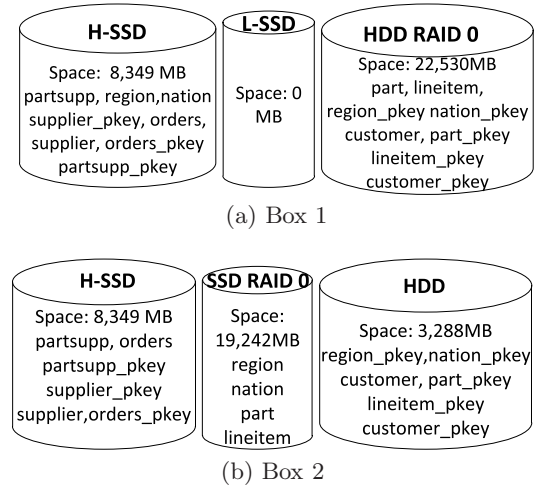 H-SSD
Space: 8,349 MB
partsupp, region,nation
supplier_pkey, orders,
supplier, orders_pkey
partsupp_pkey
L-SSD
Space: 0
MB
HDD RAID 0
Space: 22,530MB
part, lineitem,
region_pkey nation_pkey
customer, part_pkey
lineitem_pkey
customer_pkey
(a) Box 1
H-SSD
Space: 8,349 MB
partsupp, orders
partsupp_pkey
supplier_pkey
supplier,orders_pkey
SSD RAID 0
Space:
19,242MB
region
nation
part
lineitem
HDD
Space: 3,288MB
region_pkey,nation_pkey
customer, part_pkey
lineitem_pkey
customer_pkey
(b) Box 2